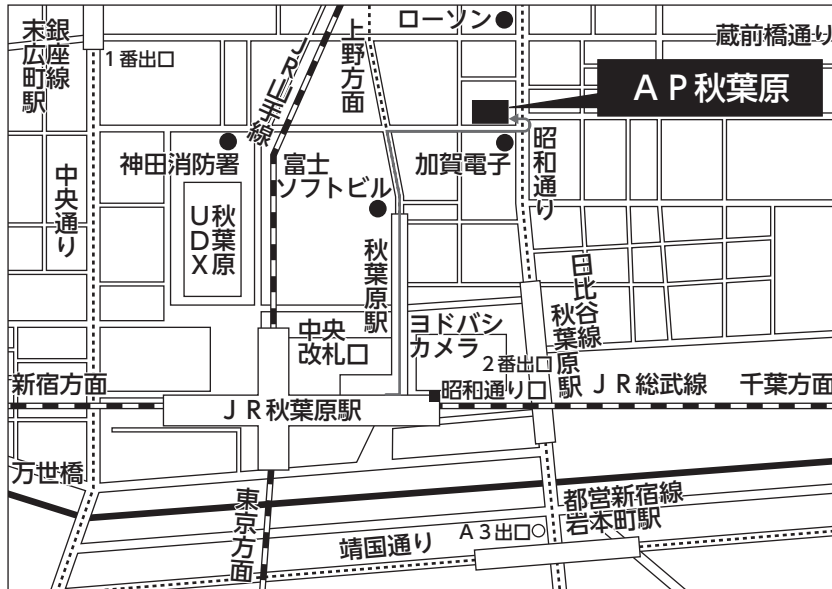 ローソン
蔵前橋通り
銀座線
末広町駅
1番出口
JR山手線
上野方面
AP秋葉原
昭和通り
神田消防署
富士
ソフトビル
加賀電子
中央通り
秋葉原
UDX
秋葉原駅
日比谷線
秋葉原駅
中央
改札口
ヨドバシ
カメラ
2番出口
新宿方面
JR秋葉原駅
昭和通り口
JR総武線
千葉方面
万世橋
東京方面
都営新宿線
岩本町駅
靖国通り
A3出口